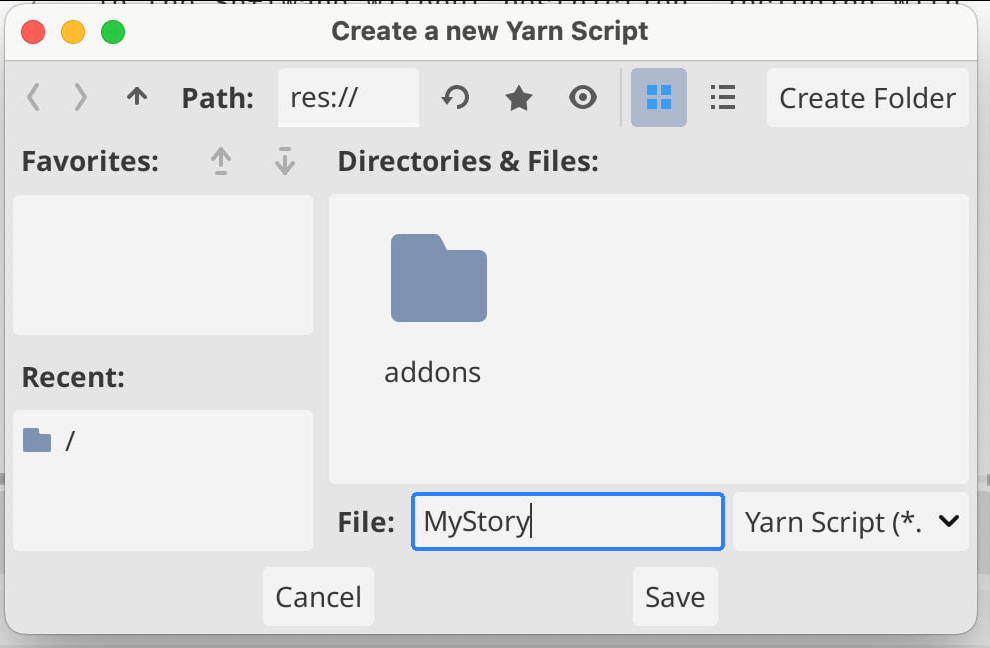 Create a new Yarn Script
Path: res:// Create Folder
Favorites:
Directories & Files:
addons
Recent:
/
File: MyStory Yarn Script (*.
Cancel Save